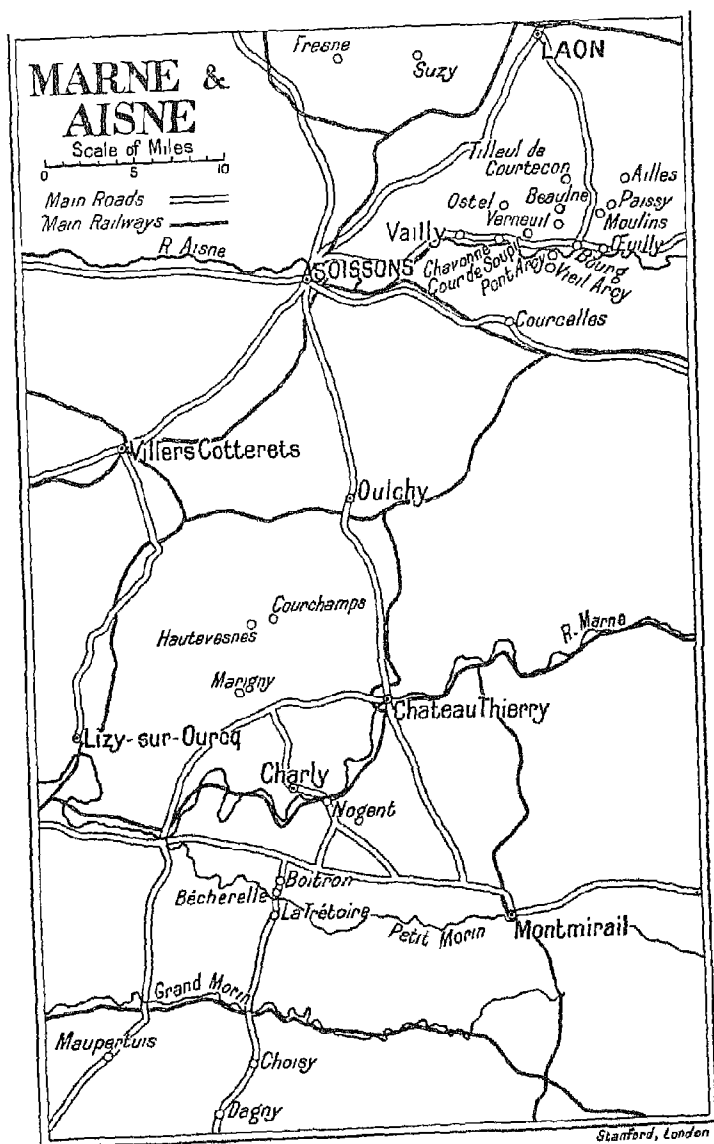 MARNE &
AISNE
Scale of Miles
0 5 10
Main Roads
Main Railways
Fresne
Suzy
LAON
Tilleul de
Courtecon
Ailles
Ostel
Beaulne
Paissy
Verneuil
Moulins
Vailly
Œuilly
R. Aisne
SOISSONS
Chavonne
Cour de Soupir
Pont Arcy
Bourg
Vieil Arcy
Courcelles
Villers Cotterets
Oulchy
Courchamps
Hautevesnes
R. Marne
Marigny
Chateau Thierry
Lizy-sur-Ourcq
Charly
Nogent
Boitron
Bécherelle
La Trétoire
Petit Morin
Montmirail
Grand Morin
Maupertuis
Choisy
Dagny
Stanford, London